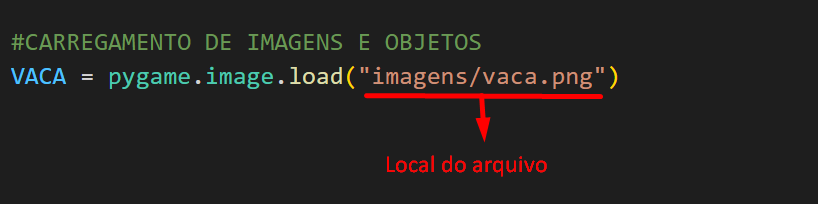 #CARREGAMENTO DE IMAGENS E OBJETOS
VACA = pygame.image.load("imagens/vaca.png")
Local do arquivo